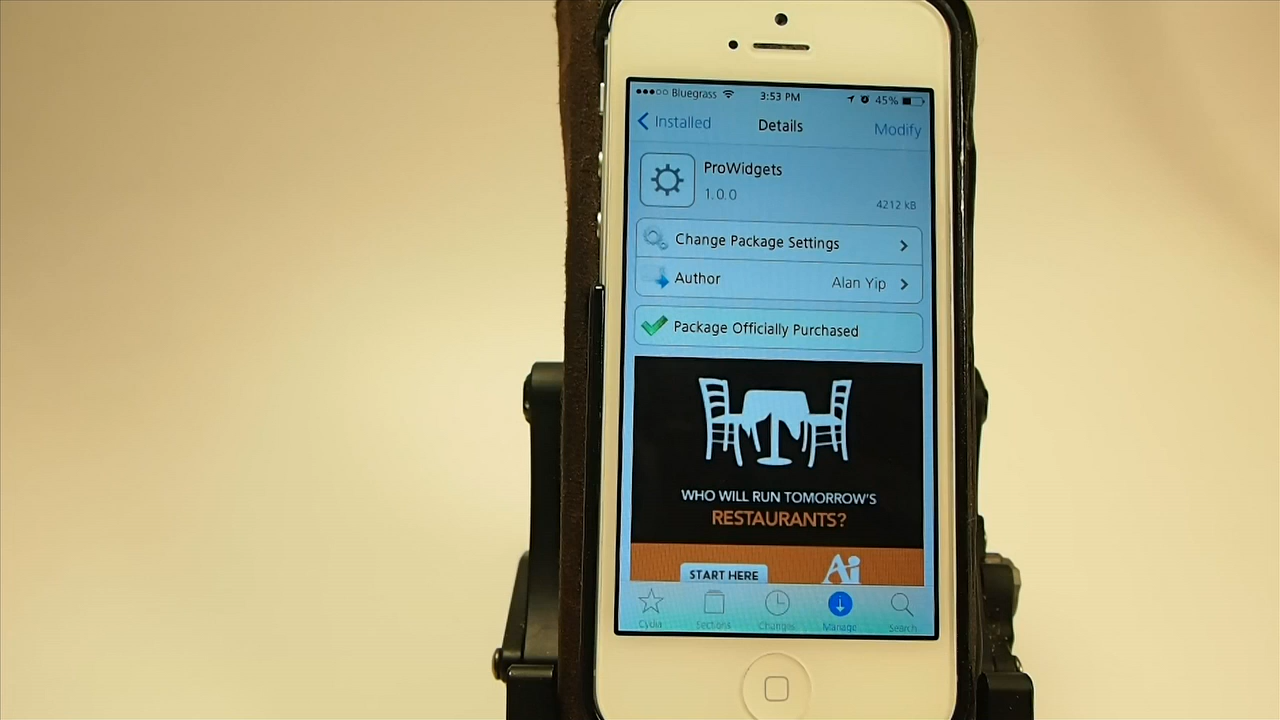 Bluegrass 3:53 PM 45%
Installed Details Modify
ProWidgets
1.0.0
4212 kB
Change Package Settings
Author Alan Yip
Package Officially Purchased
WHO WILL RUN TOMORROW'S
RESTAURANTS?
START HERE Ai
Cydia Sections Changes Manage Search